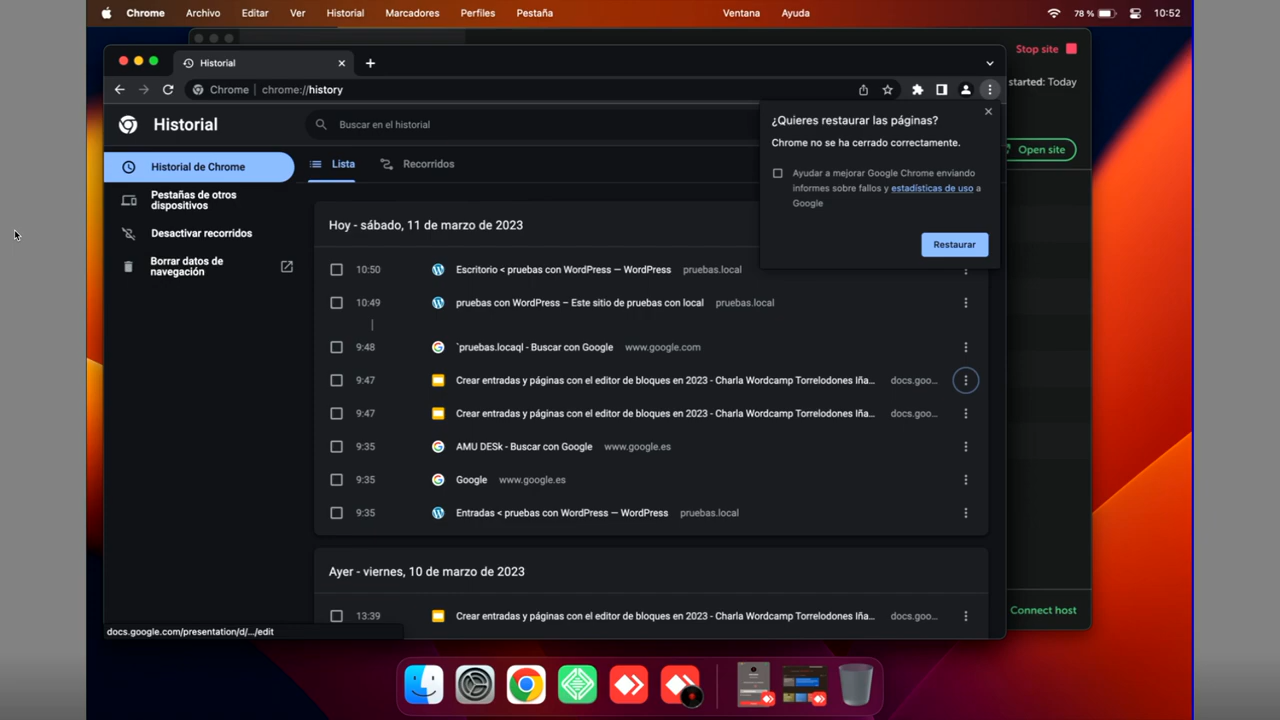 Chrome Archivo Editar Ver Historial Marcadores Perfiles Pestaña Ventana Ayuda 78 % 10:52
Stop site
Historial
started: Today
Chrome chrome://history
Open site
Historial
Buscar en el historial
¿Quieres restaurar las páginas?
Chrome no se ha cerrado correctamente.
Ayudar a mejorar Google Chrome enviando
informes sobre fallos y estadísticas de uso a
Google
Restaurar
Historial de Chrome
Pestañas de otros
dispositivos
Desactivar recorridos
Borrar datos de
navegación
Lista Recorridos
Hoy - sábado, 11 de marzo de 2023
10:50 Escritorio < pruebas con WordPress — WordPress pruebas.local
10:49 pruebas con WordPress – Este sitio de pruebas con local pruebas.local
9:48 `pruebas.locaql - Buscar con Google www.google.com
9:47 Crear entradas y páginas con el editor de bloques en 2023 - Charla Wordcamp Torrelodones Iña... docs.goo...
9:47 Crear entradas y páginas con el editor de bloques en 2023 - Charla Wordcamp Torrelodones Iña... docs.goo...
9:35 AMU DESk - Buscar con Google www.google.es
9:35 Google www.google.es
9:35 Entradas < pruebas con WordPress — WordPress pruebas.local
Ayer - viernes, 10 de marzo de 2023
13:39 Crear entradas y páginas con el editor de bloques en 2023 - Charla Wordcamp Torrelodones Iña... docs.goo...
Connect host
docs.google.com/presentation/d/.../edit